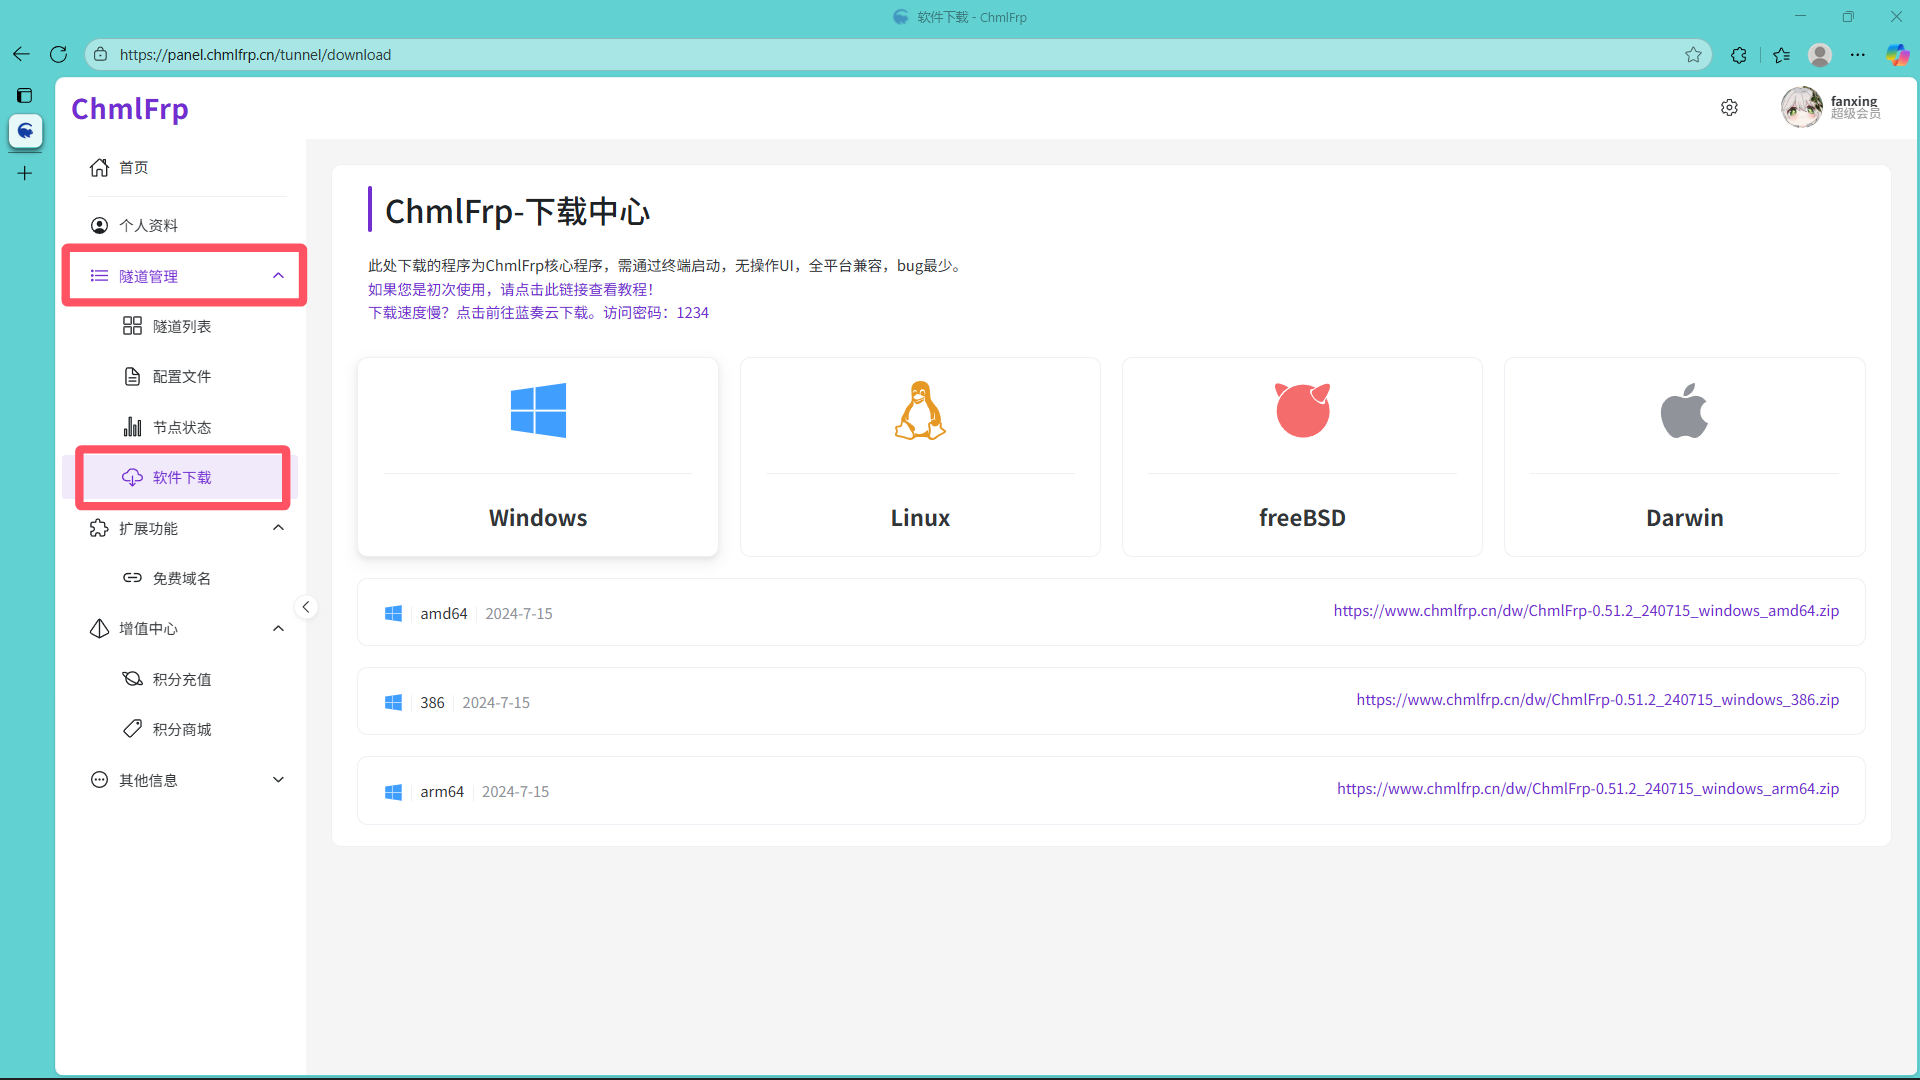 软件下载 - ChmlFrp
https://panel.chmlfrp.cn/tunnel/download
ChmlFrp
fanxing
超级会员
首页
个人资料
隧道管理
隧道列表
配置文件
节点状态
软件下载
扩展功能
免费域名
增值中心
积分充值
积分商城
其他信息
ChmlFrp-下载中心
此处下载的程序为ChmlFrp核心程序，需通过终端启动，无操作UI，全平台兼容，bug最少。
如果您是初次使用，请点击此链接查看教程！
下载速度慢？点击前往蓝奏云下载。访问密码：1234
Windows
Linux
freeBSD
Darwin
amd64 2024-7-15 https://www.chmlfrp.cn/dw/ChmlFrp-0.51.2_240715_windows_amd64.zip
386 2024-7-15 https://www.chmlfrp.cn/dw/ChmlFrp-0.51.2_240715_windows_386.zip
arm64 2024-7-15 https://www.chmlfrp.cn/dw/ChmlFrp-0.51.2_240715_windows_arm64.zip